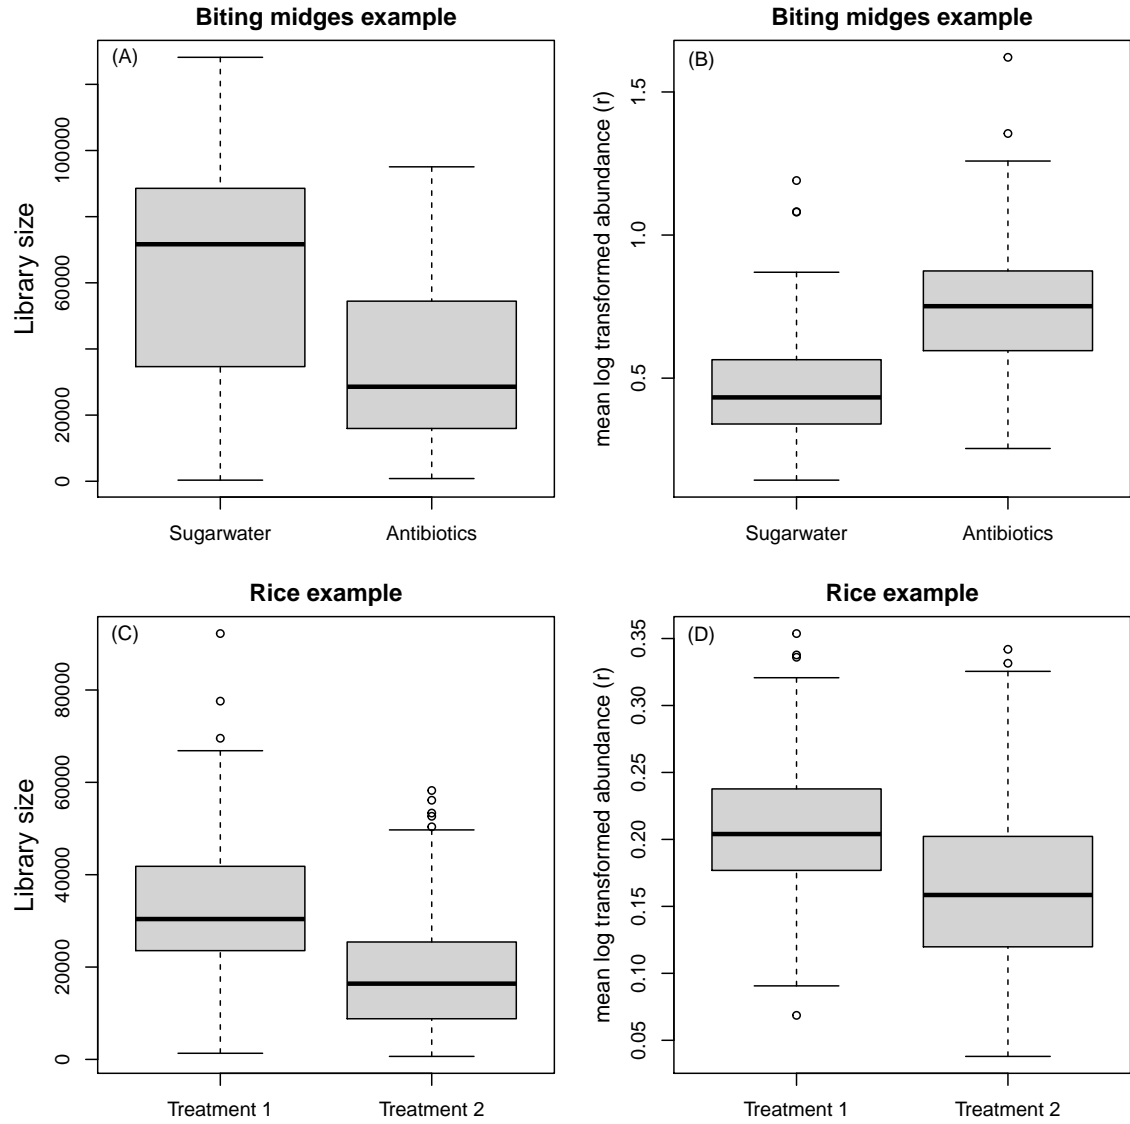 Biting midges example
(A)
Library size
100000
60000
20000
0
Sugarwater Antibiotics
Biting midges example
(B)
mean log transformed abundance (r)
1.5
1.0
0.5
Sugarwater Antibiotics
Rice example
(C)
Library size
80000
60000
40000
20000
0
Treatment 1 Treatment 2
Rice example
(D)
mean log transformed abundance (r)
0.35
0.30
0.25
0.20
0.15
0.10
0.05
Treatment 1 Treatment 2